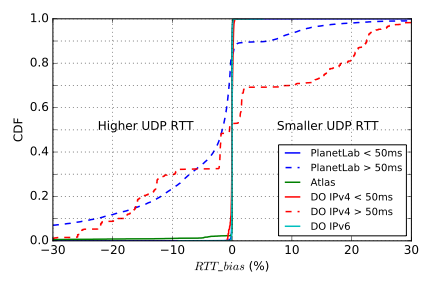 1.0
0.8
0.6
0.4
0.2
0.0
CDF
Higher UDP RTT
Smaller UDP RTT
PlanetLab < 50ms
PlanetLab > 50ms
Atlas
DO IPv4 < 50ms
DO IPv4 > 50ms
DO IPv6
−30
−20
−10
0
10
20
30
RTT_bias (%)